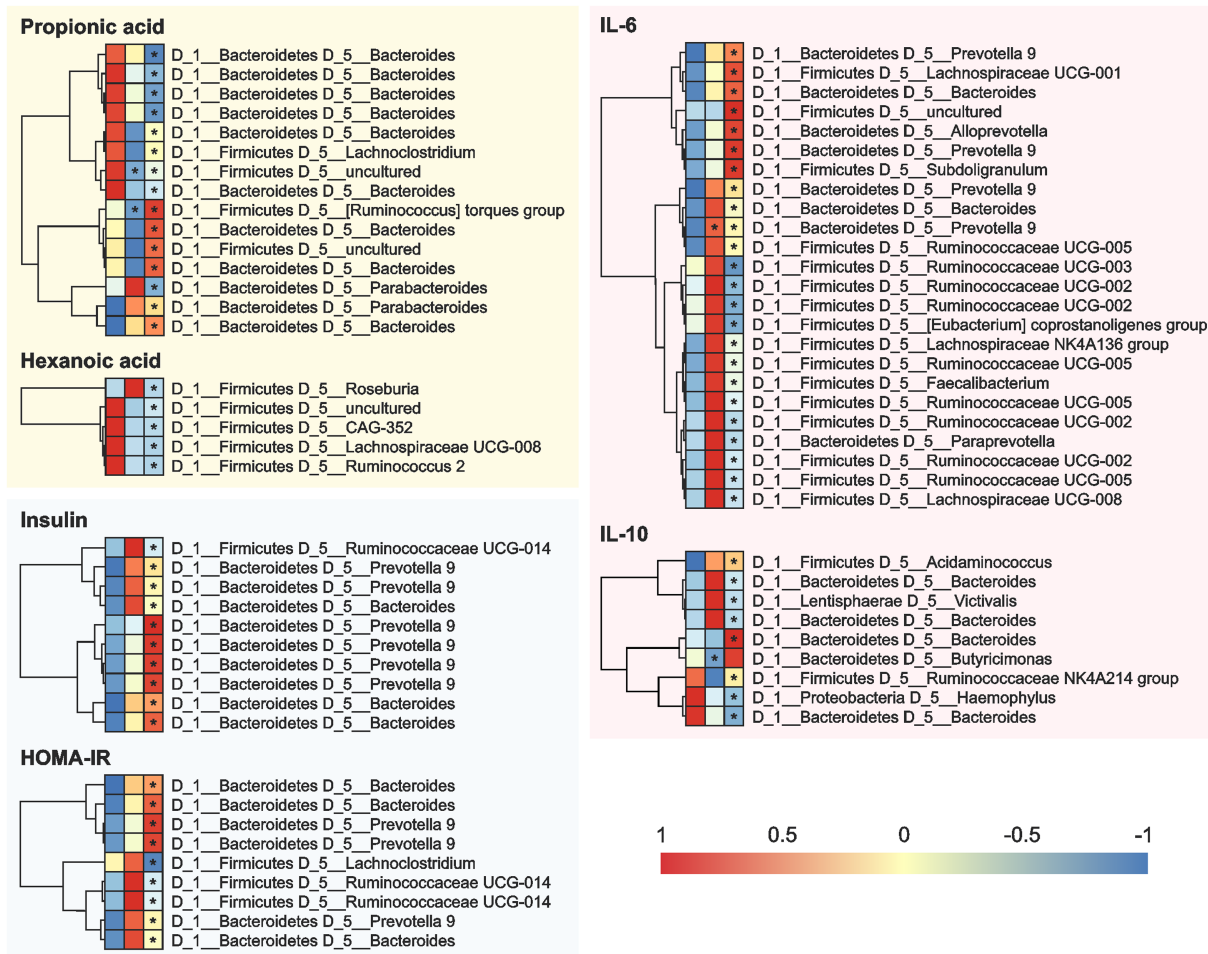 Propionic acid
D_1__Bacteroidetes D_5__Bacteroides
D_1__Bacteroidetes D_5__Bacteroides
D_1__Bacteroidetes D_5__Bacteroides
D_1__Bacteroidetes D_5__Bacteroides
D_1__Bacteroidetes D_5__Bacteroides
D_1__Firmicutes D_5__Lachnoclostridium
D_1__Firmicutes D_5__uncultured
D_1__Bacteroidetes D_5__Bacteroides
D_1__Firmicutes D_5__[Ruminococcus] torques group
D_1__Bacteroidetes D_5__Bacteroides
D_1__Firmicutes D_5__uncultured
D_1__Bacteroidetes D_5__Bacteroides
D_1__Bacteroidetes D_5__Parabacteroides
D_1__Bacteroidetes D_5__Parabacteroides
D_1__Bacteroidetes D_5__Bacteroides
Hexanoic acid
D_1__Firmicutes D_5__Roseburia
D_1__Firmicutes D_5__uncultured
D_1__Firmicutes D_5__CAG-352
D_1__Firmicutes D_5__Lachnospiraceae UCG-008
D_1__Firmicutes D_5__Ruminococcus 2
Insulin
D_1__Firmicutes D_5__Ruminococcaceae UCG-014
D_1__Bacteroidetes D_5__Prevotella 9
D_1__Bacteroidetes D_5__Prevotella 9
D_1__Bacteroidetes D_5__Bacteroides
D_1__Bacteroidetes D_5__Prevotella 9
D_1__Bacteroidetes D_5__Prevotella 9
D_1__Bacteroidetes D_5__Prevotella 9
D_1__Bacteroidetes D_5__Prevotella 9
D_1__Bacteroidetes D_5__Bacteroides
D_1__Bacteroidetes D_5__Bacteroides
HOMA-IR
D_1__Bacteroidetes D_5__Bacteroides
D_1__Bacteroidetes D_5__Bacteroides
D_1__Bacteroidetes D_5__Prevotella 9
D_1__Bacteroidetes D_5__Prevotella 9
D_1__Firmicutes D_5__Lachnoclostridium
D_1__Firmicutes D_5__Ruminococcaceae UCG-014
D_1__Firmicutes D_5__Ruminococcaceae UCG-014
D_1__Bacteroidetes D_5__Prevotella 9
D_1__Bacteroidetes D_5__Bacteroides
IL-6
D_1__Bacteroidetes D_5__Prevotella 9
D_1__Firmicutes D_5__Lachnospiraceae UCG-001
D_1__Bacteroidetes D_5__Bacteroides
D_1__Firmicutes D_5__uncultured
D_1__Bacteroidetes D_5__Alloprevotella
D_1__Bacteroidetes D_5__Prevotella 9
D_1__Firmicutes D_5__Subdoligranulum
D_1__Bacteroidetes D_5__Prevotella 9
D_1__Bacteroidetes D_5__Bacteroides
D_1__Bacteroidetes D_5__Prevotella 9
D_1__Firmicutes D_5__Ruminococcaceae UCG-005
D_1__Firmicutes D_5__Ruminococcaceae UCG-003
D_1__Firmicutes D_5__Ruminococcaceae UCG-002
D_1__Firmicutes D_5__Ruminococcaceae UCG-002
D_1__Firmicutes D_5__[Eubacterium] coprostanoligenes group
D_1__Firmicutes D_5__Lachnospiraceae NK4A136 group
D_1__Firmicutes D_5__Ruminococcaceae UCG-005
D_1__Firmicutes D_5__Faecalibacterium
D_1__Firmicutes D_5__Ruminococcaceae UCG-005
D_1__Firmicutes D_5__Ruminococcaceae UCG-002
D_1__Bacteroidetes D_5__Paraprevotella
D_1__Firmicutes D_5__Ruminococcaceae UCG-002
D_1__Firmicutes D_5__Ruminococcaceae UCG-005
D_1__Firmicutes D_5__Lachnospiraceae UCG-008
IL-10
D_1__Firmicutes D_5__Acidaminococcus
D_1__Bacteroidetes D_5__Bacteroides
D_1__Lentisphaerae D_5__Victivalis
D_1__Bacteroidetes D_5__Bacteroides
D_1__Bacteroidetes D_5__Bacteroides
D_1__Bacteroidetes D_5__Butyricimonas
D_1__Firmicutes D_5__Ruminococcaceae NK4A214 group
D_1__Proteobacteria D_5__Haemophylus
D_1__Bacteroidetes D_5__Bacteroides
1 0.5 0 -0.5 -1